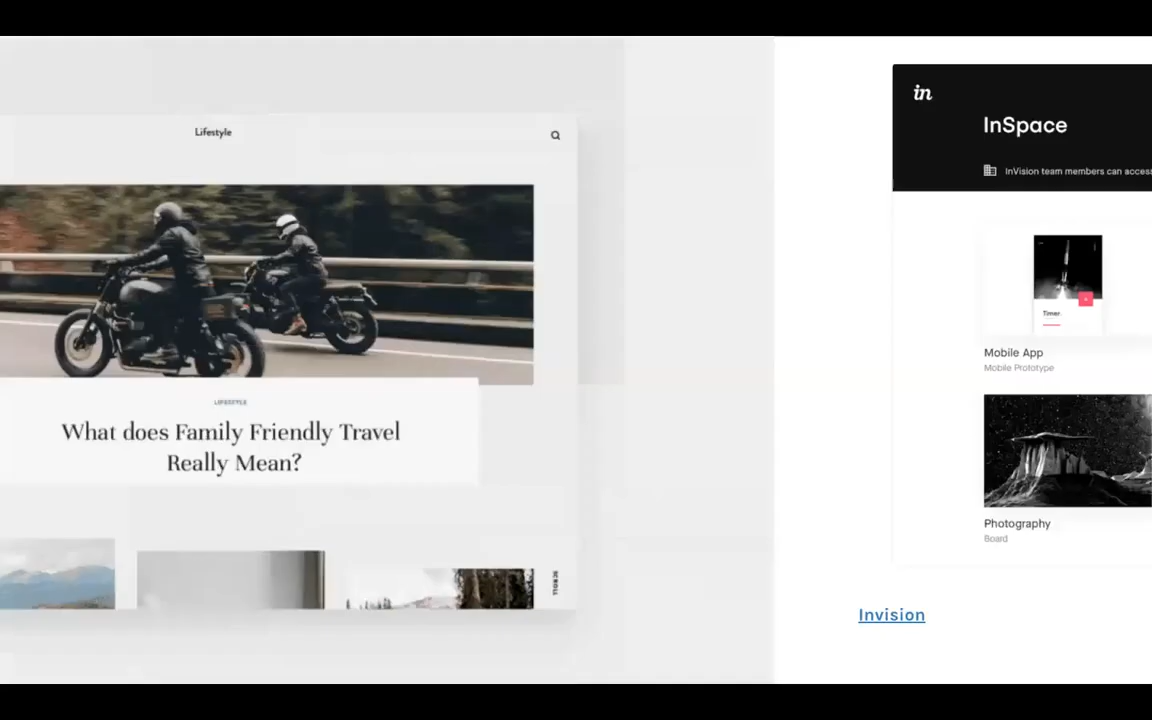 Lifestyle
LIFESTYLE
What does Family Friendly Travel
Really Mean?
SCROLL
in
InSpace
InVision team members can access
Timer
Mobile App
Mobile Prototype
Photography
Board
Invision